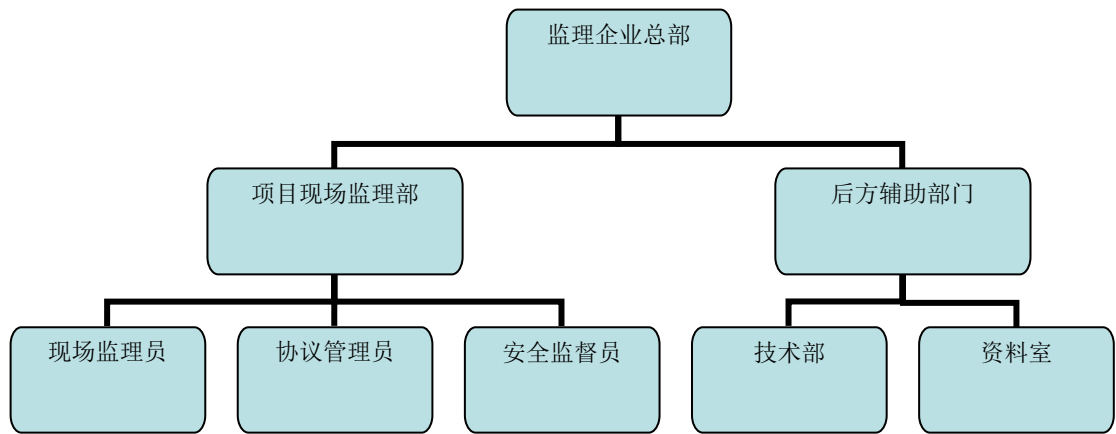 监理企业总部
项目现场监理部
后方辅助部门
现场监理员
协议管理员
安全监督员
技术部
资料室